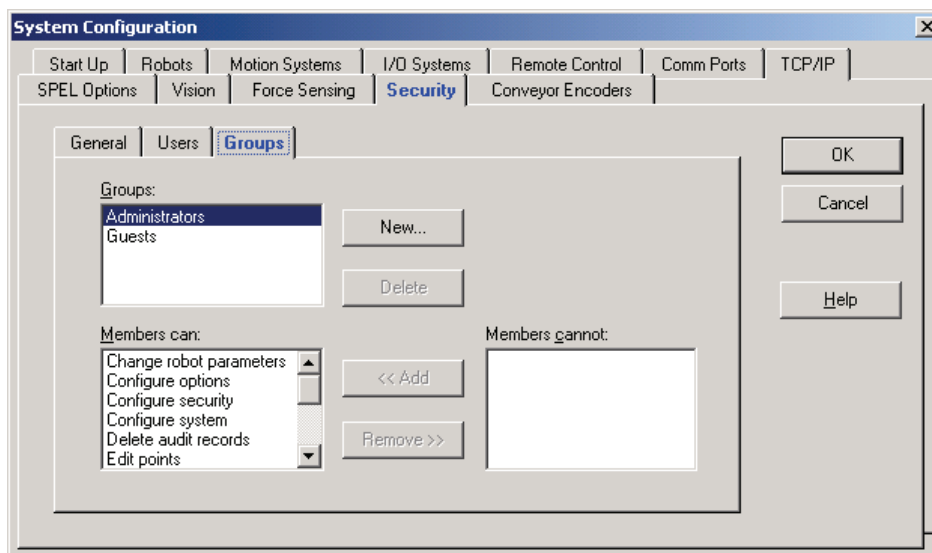 System Configuration
Start Up Robots Motion Systems I/O Systems Remote Control Comm Ports TCP/IP
SPEL Options Vision Force Sensing Security Conveyor Encoders
General Users Groups
OK
Groups:
Cancel
Administrators
New...
Guests
Delete
Help
Members can:
Members cannot:
Change robot parameters
<< Add
Configure options
Configure security
Configure system
Remove >>
Delete audit records
Edit points